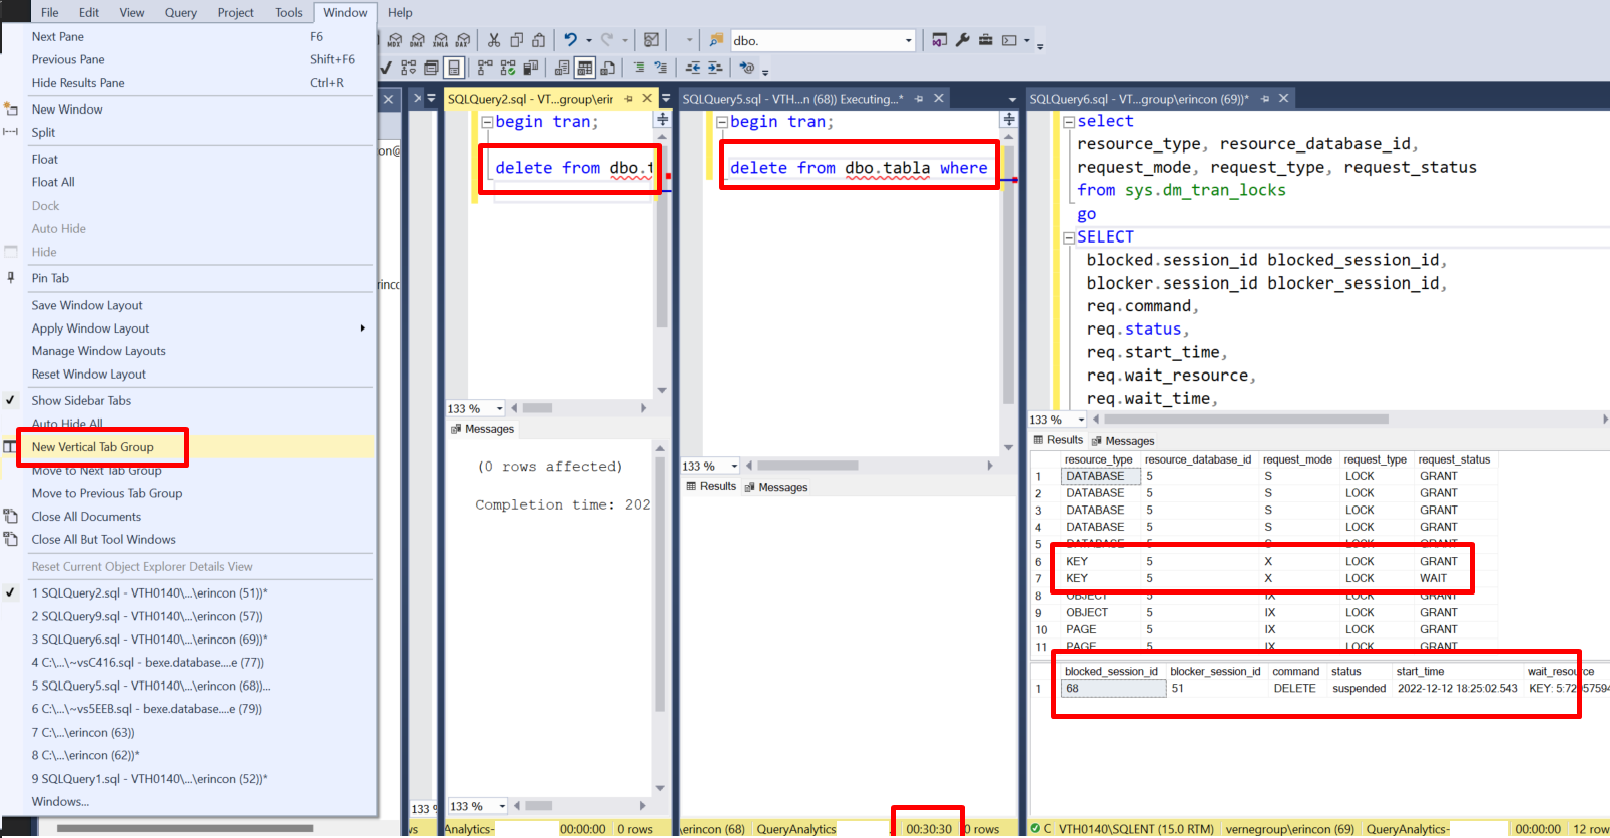 File Edit View Query Project Tools Window Help
Next Pane F6
Previous Pane Shift+F6
Hide Results Pane Ctrl+R
New Window
Split
Float
Float All
Dock
Auto Hide
Hide
Pin Tab
Save Window Layout
Apply Window Layout
Manage Window Layouts
Reset Window Layout
Show Sidebar Tabs
Auto Hide All
New Vertical Tab Group
Move to Next Tab Group
Move to Previous Tab Group
Close All Documents
Close All But Tool Windows
Reset Current Object Explorer Details View
1 SQLQuery2.sql - VTH0140\...\erincon (51))*
2 SQLQuery9.sql - VTH0140\...\erincon (57))
3 SQLQuery6.sql - VTH0140\...\erincon (69))*
4 C:\...\~vsC416.sql - bexe.database....e (77))
5 SQLQuery5.sql - VTH0140\...\erincon (68))...
6 C:\...\~vs5EEB.sql - bexe.database....e (79))
7 C:\...\erincon (63))
8 C:\...\erincon (62))*
9 SQLQuery1.sql - VTH0140\...\erincon (52))*
Windows...
MDX DMX XMLA DAX
dbo.
on@
rincc
133 %
ws
SQLQuery2.sql - VT...group\erir
begin tran;
delete from dbo.t
133 %
Messages
(0 rows affected)
Completion time: 202
133 %
Analytics- 00:00:00 0 rows
SQLQuery5.sql - VTH...n (68)) Executing...*
begin tran;
delete from dbo.tabla where
133 %
Results Messages
\erincon (68) QueryAnalytics 00:30:30 0 rows
SQLQuery6.sql - VT...group\erincon (69))*
select
resource_type, resource_database_id,
request_mode, request_type, request_status
from sys.dm_tran_locks
go
SELECT
blocked.session_id blocked_session_id,
blocker.session_id blocker_session_id,
req.command,
req.status,
req.start_time,
req.wait_resource,
req.wait_time,
133 %
Results Messages
resource_type resource_database_id request_mode request_type request_status
1 DATABASE 5 S LOCK GRANT
2 DATABASE 5 S LOCK GRANT
3 DATABASE 5 S LOCK GRANT
4 DATABASE 5 S LOCK GRANT
5 DATABASE 5 S LOCK GRANT
6 KEY 5 X LOCK GRANT
7 KEY 5 X LOCK WAIT
8 OBJECT 5 IX LOCK GRANT
9 OBJECT 5 IX LOCK GRANT
10 PAGE 5 IX LOCK GRANT
11 PAGE 5 IX LOCK GRANT
blocked_session_id blocker_session_id command status start_time wait_resource
1 68 51 DELETE suspended 2022-12-12 18:25:02.543 KEY: 5:72057594
C VTH0140\SQLENT (15.0 RTM) vernegroup\erincon (69) QueryAnalytics- 00:00:00 12 rows